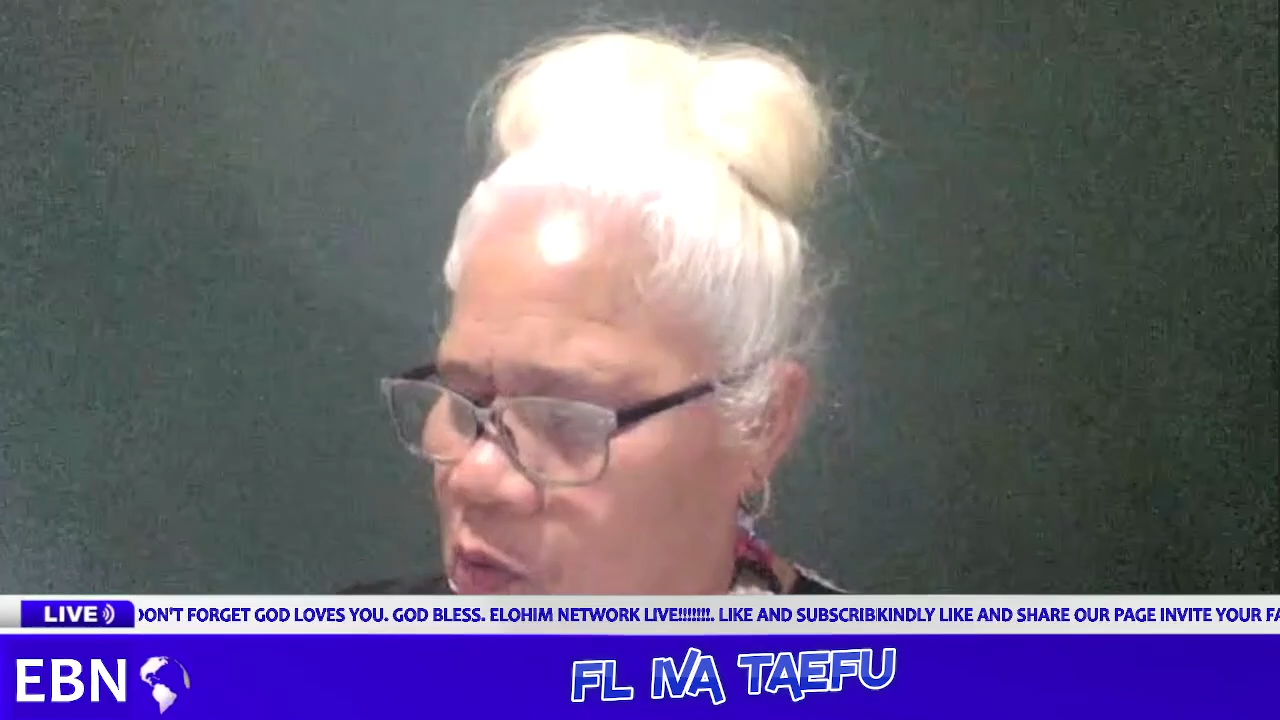 LIVE DON'T FORGET GOD LOVES YOU. GOD BLESS. ELOHIM NETWORK LIVE!!!!!!!. LIKE AND SUBSCRIBKINDLY LIKE AND SHARE OUR PAGE INVITE YOUR FA
EBN FL IVA TAEFU